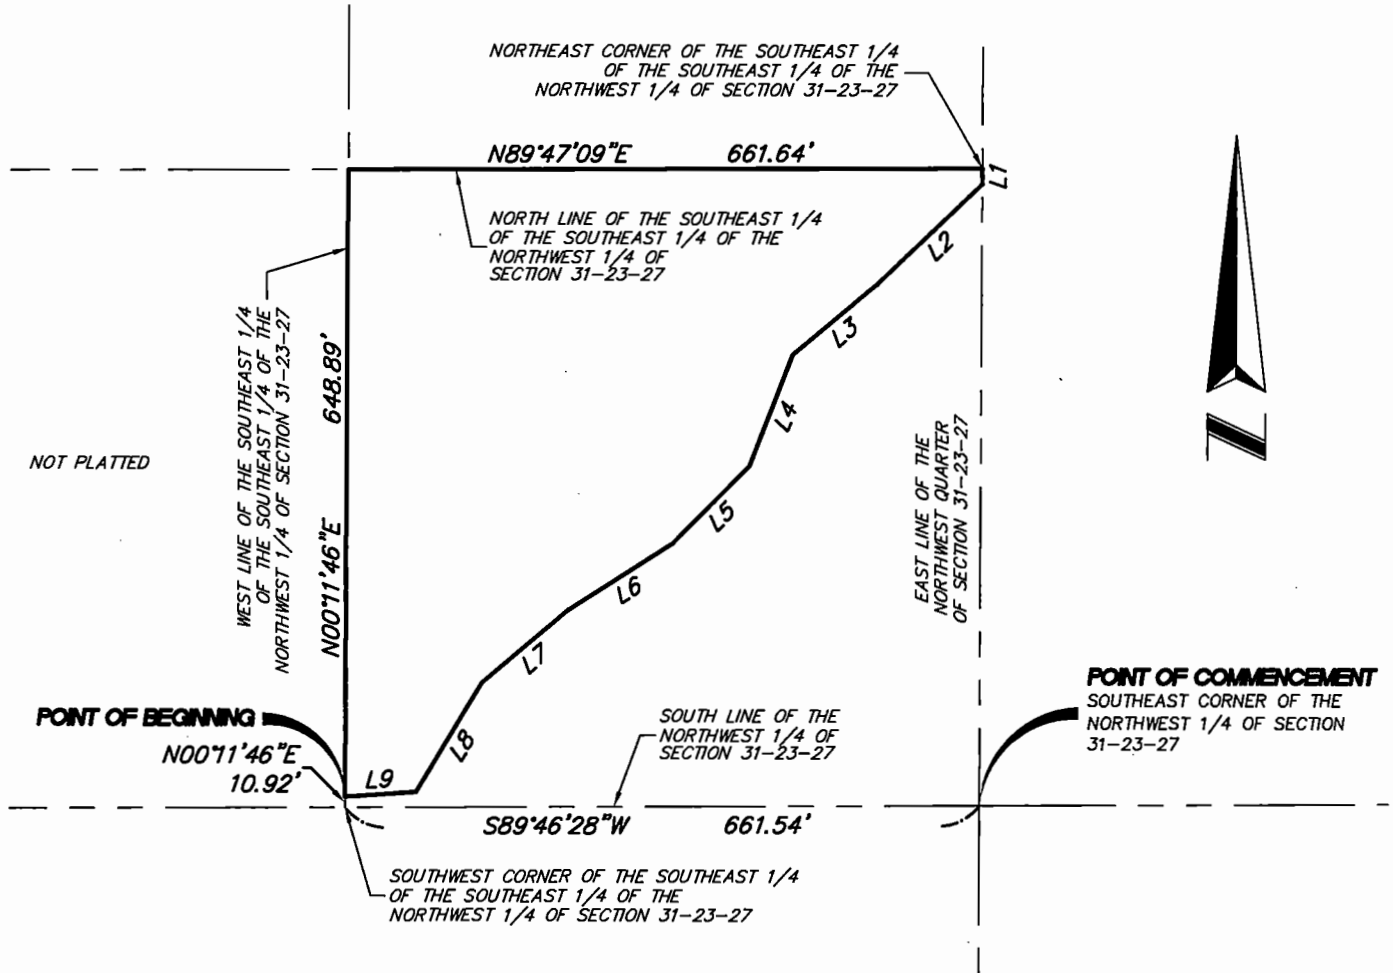 NORTHEAST CORNER OF THE SOUTHEAST 1/4
OF THE SOUTHEAST 1/4 OF THE
NORTHWEST 1/4 OF SECTION 31-23-27
N89°47'09"E 661.64'
L1
NORTH LINE OF THE SOUTHEAST 1/4
OF THE SOUTHEAST 1/4 OF THE
NORTHWEST 1/4 OF
SECTION 31-23-27
L2
L3
WEST LINE OF THE SOUTHEAST 1/4
OF THE SOUTHEAST 1/4 OF THE
NORTHWEST 1/4 OF SECTION 31-23-27
N00°11'46"E 648.89'
L4
NOT PLATTED
EAST LINE OF THE
NORTHWEST QUARTER
OF SECTION 31-23-27
N
L5
L6
L7
L8
POINT OF BEGINNING
N00°11'46"E
10.92'
L9
SOUTH LINE OF THE
NORTHWEST 1/4 OF
SECTION 31-23-27
POINT OF COMMENCEMENT
SOUTHEAST CORNER OF THE
NORTHWEST 1/4 OF SECTION
31-23-27
S89°46'28"W 661.54'
SOUTHWEST CORNER OF THE SOUTHEAST 1/4
OF THE SOUTHEAST 1/4 OF THE
NORTHWEST 1/4 OF SECTION 31-23-27